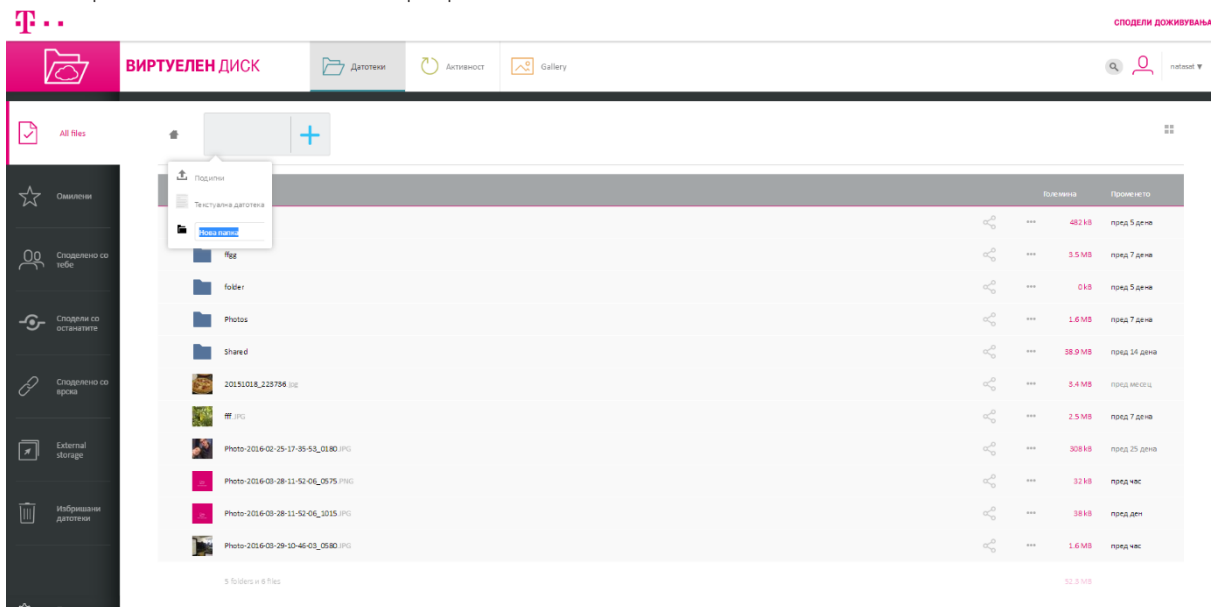 T
СПОДЕЛИ ДОЖИВУВАЊА
ВИРТУЕЛЕН ДИСК
Датотеки
Активност
Gallery
natasat
All files
Омилени
Споделено со
тебе
Сподели со
останатите
Споделено со
врска
External
storage
Избришани
датотеки
Подигни
Текстуална датотека
Нова папка
Големина Променето
482 kB пред 5 дена
ffgg 3.5 MB пред 7 дена
folder 0 kB пред 5 дена
Photos 1.6 MB пред 7 дена
Shared 38.9 MB пред 14 дена
20151018_223736.jpg 3.4 MB пред месец
fff.JPG 2.5 MB пред 7 дена
Photo-2016-02-25-17-35-53_0180.JPG 308 kB пред 25 дена
Photo-2016-03-28-11-52-06_0575.PNG 32 kB пред час
Photo-2016-03-28-11-52-06_1015.JPG 38 kB пред ден
Photo-2016-03-29-10-46-03_0580.JPG 1.6 MB пред час
5 folders и 6 files 52.3 MB